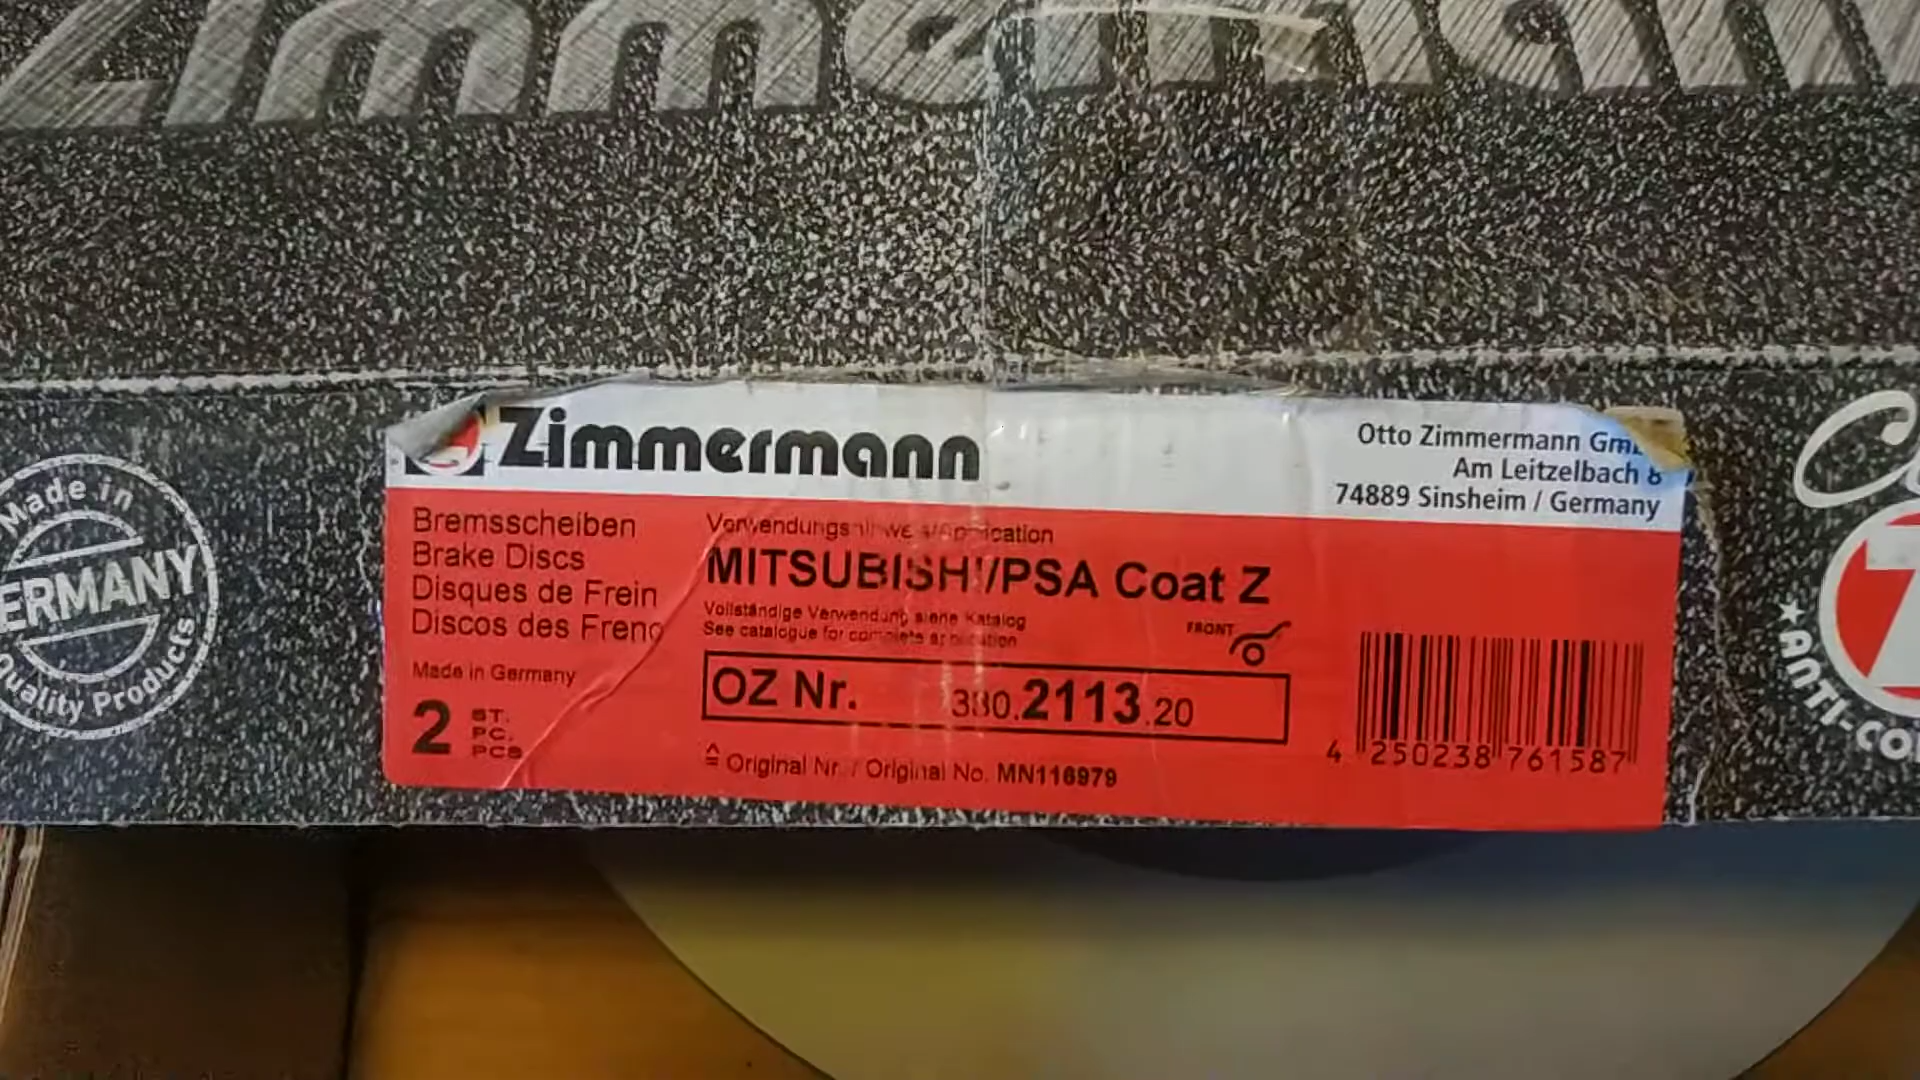 Zimmermann
Zimmermann
Otto Zimmermann
Am Leitzelbach 8
74889 Sinsheim / Germany
Made in
GERMANY
Quality Products
Bremsscheiben
Brake Discs
Disques de Frein
Discos des Freno
Made in Germany
2 ST.
PC.
PCS
Verwendungshinweis/Application
MITSUBISHI/PSA Coat Z
Vollständige Verwendung siehe Katalog
See catalogue for complete application
FRONT
OZ Nr. 380.2113.20
≙ Original Nr. / Original No. MN116979
4 250238 761587
ANTI-CO